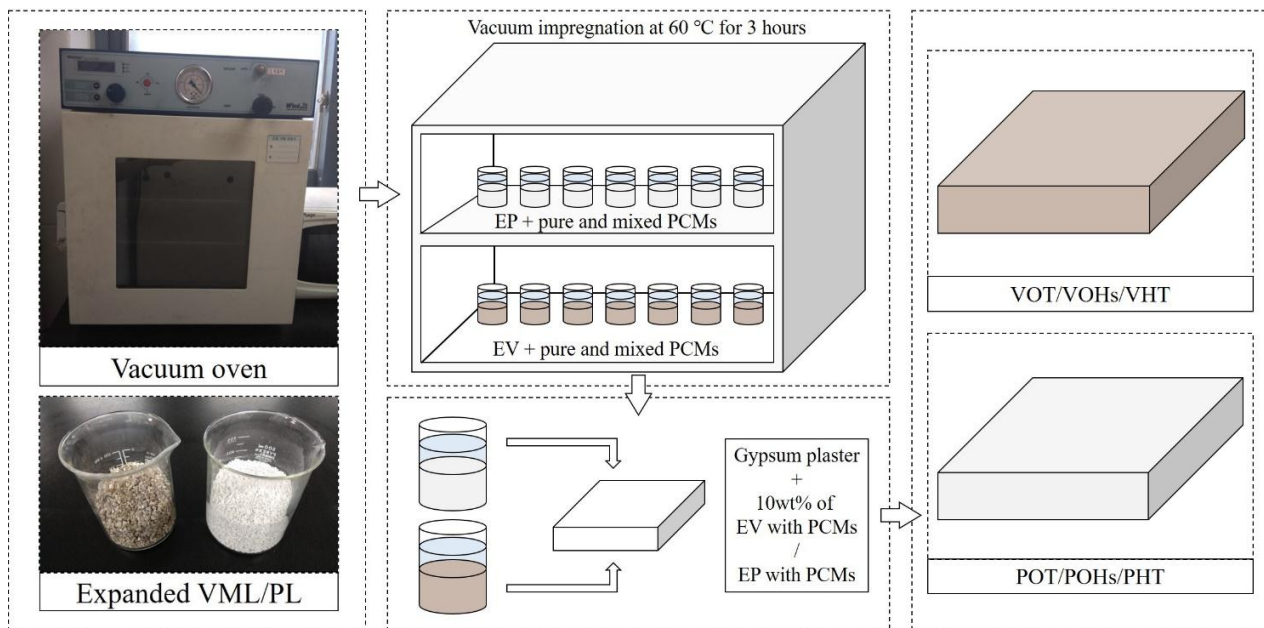 Vacuum oven
Expanded VML/PL
Vacuum impregnation at 60 ℃ for 3 hours
EP + pure and mixed PCMs
EV + pure and mixed PCMs
Gypsum plaster
+
10wt% of
EV with PCMs
/
EP with PCMs
VOT/VOHs/VHT
POT/POHs/PHT